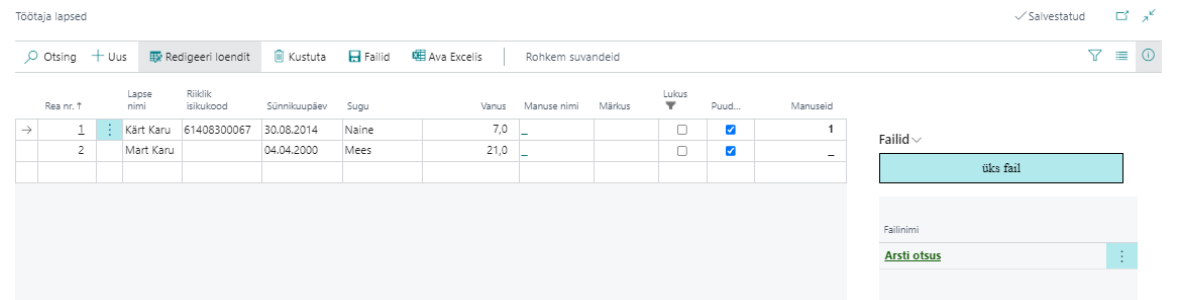 Töötaja lapsed
Salvestatud
Otsing
Uus
Redigeeri loendit
Kustuta
Failid
Ava Excelis
Rohkem suvandeid
Rea nr. ↑ Lapse nimi Riiklik isikukood Sünnikuupäev Sugu Vanus Manuse nimi Märkus Lukus Puud... Manuseid
1 Kärt Karu 61408300067 30.08.2014 Naine 7,0 _ 1
2 Mart Karu 04.04.2000 Mees 21,0 _ _
Failid
üks fail
Failinimi
Arsti otsus